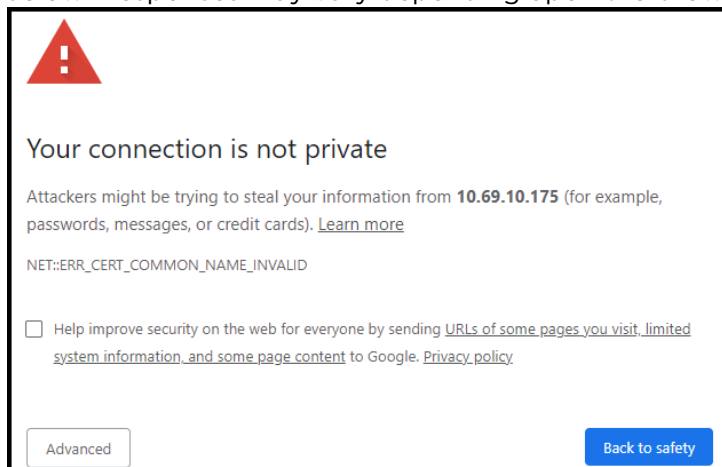 Your connection is not private
Attackers might be trying to steal your information from 10.69.10.175 (for example,
passwords, messages, or credit cards). Learn more
NET::ERR_CERT_COMMON_NAME_INVALID
Help improve security on the web for everyone by sending URLs of some pages you visit, limited
system information, and some page content to Google. Privacy policy
Advanced
Back to safety